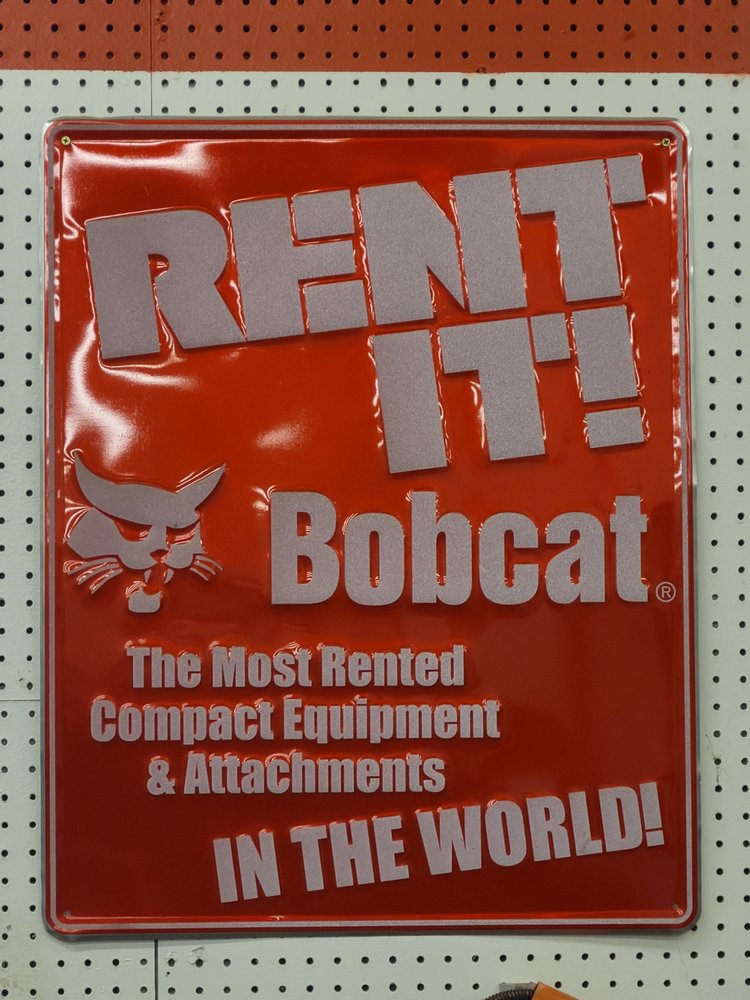 RENT
IT!
Bobcat®
The Most Rented
Compact Equipment
& Attachments
IN THE WORLD!